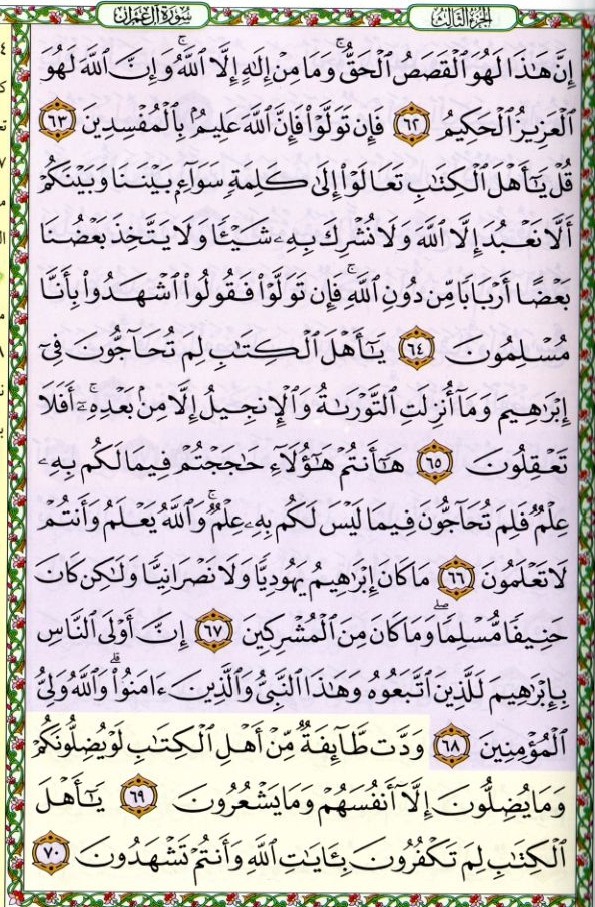 الجزء الثالث
سورة آل عمران
إِنَّ هَٰذَا لَهُوَ ٱلْقَصَصُ ٱلْحَقُّ ۚ وَمَا مِنْ إِلَٰهٍ إِلَّا ٱللَّهُ ۚ وَإِنَّ ٱللَّهَ لَهُوَ
ٱلْعَزِيزُ ٱلْحَكِيمُ ٦٢ فَإِن تَوَلَّوْا۟ فَإِنَّ ٱللَّهَ عَلِيمٌۢ بِٱلْمُفْسِدِينَ ٦٣
قُلْ يَٰٓأَهْلَ ٱلْكِتَٰبِ تَعَالَوْا۟ إِلَىٰ كَلِمَةٍ سَوَآءٍۭ بَيْنَنَا وَبَيْنَكُمْ
أَلَّا نَعْبُدَ إِلَّا ٱللَّهَ وَلَا نُشْرِكَ بِهِۦ شَيْـًٔا وَلَا يَتَّخِذَ بَعْضُنَا
بَعْضًا أَرْبَابًا مِّن دُونِ ٱللَّهِ ۚ فَإِن تَوَلَّوْا۟ فَقُولُوا۟ ٱشْهَدُوا۟ بِأَنَّا
مُسْلِمُونَ ٦٤ يَٰٓأَهْلَ ٱلْكِتَٰبِ لِمَ تُحَآجُّونَ فِىٓ
إِبْرَٰهِيمَ وَمَآ أُنزِلَتِ ٱلتَّوْرَىٰةُ وَٱلْإِنجِيلُ إِلَّا مِنۢ بَعْدِهِۦٓ ۚ أَفَلَا
تَعْقِلُونَ ٦٥ هَٰٓأَنتُمْ هَٰٓؤُلَآءِ حَٰجَجْتُمْ فِيمَا لَكُم بِهِۦ
عِلْمٌ فَلِمَ تُحَآجُّونَ فِيمَا لَيْسَ لَكُم بِهِۦ عِلْمٌ ۚ وَٱللَّهُ يَعْلَمُ وَأَنتُمْ
لَا تَعْلَمُونَ ٦٦ مَا كَانَ إِبْرَٰهِيمُ يَهُودِيًّا وَلَا نَصْرَانِيًّا وَلَٰكِن كَانَ
حَنِيفًا مُّسْلِمًا ۖ وَمَا كَانَ مِنَ ٱلْمُشْرِكِينَ ٦٧ إِنَّ أَوْلَى ٱلنَّاسِ
بِإِبْرَٰهِيمَ لَلَّذِينَ ٱتَّبَعُوهُ وَهَٰذَا ٱلنَّبِىُّ وَٱلَّذِينَ ءَامَنُوا۟ ۗ وَٱللَّهُ وَلِىُّ
ٱلْمُؤْمِنِينَ ٦٨ وَدَّت طَّآئِفَةٌ مِّنْ أَهْلِ ٱلْكِتَٰبِ لَوْ يُضِلُّونَكُمْ
وَمَا يُضِلُّونَ إِلَّآ أَنفُسَهُمْ وَمَا يَشْعُرُونَ ٦٩ يَٰٓأَهْلَ
ٱلْكِتَٰبِ لِمَ تَكْفُرُونَ بِـَٔايَٰتِ ٱللَّهِ وَأَنتُمْ تَشْهَدُونَ ٧٠